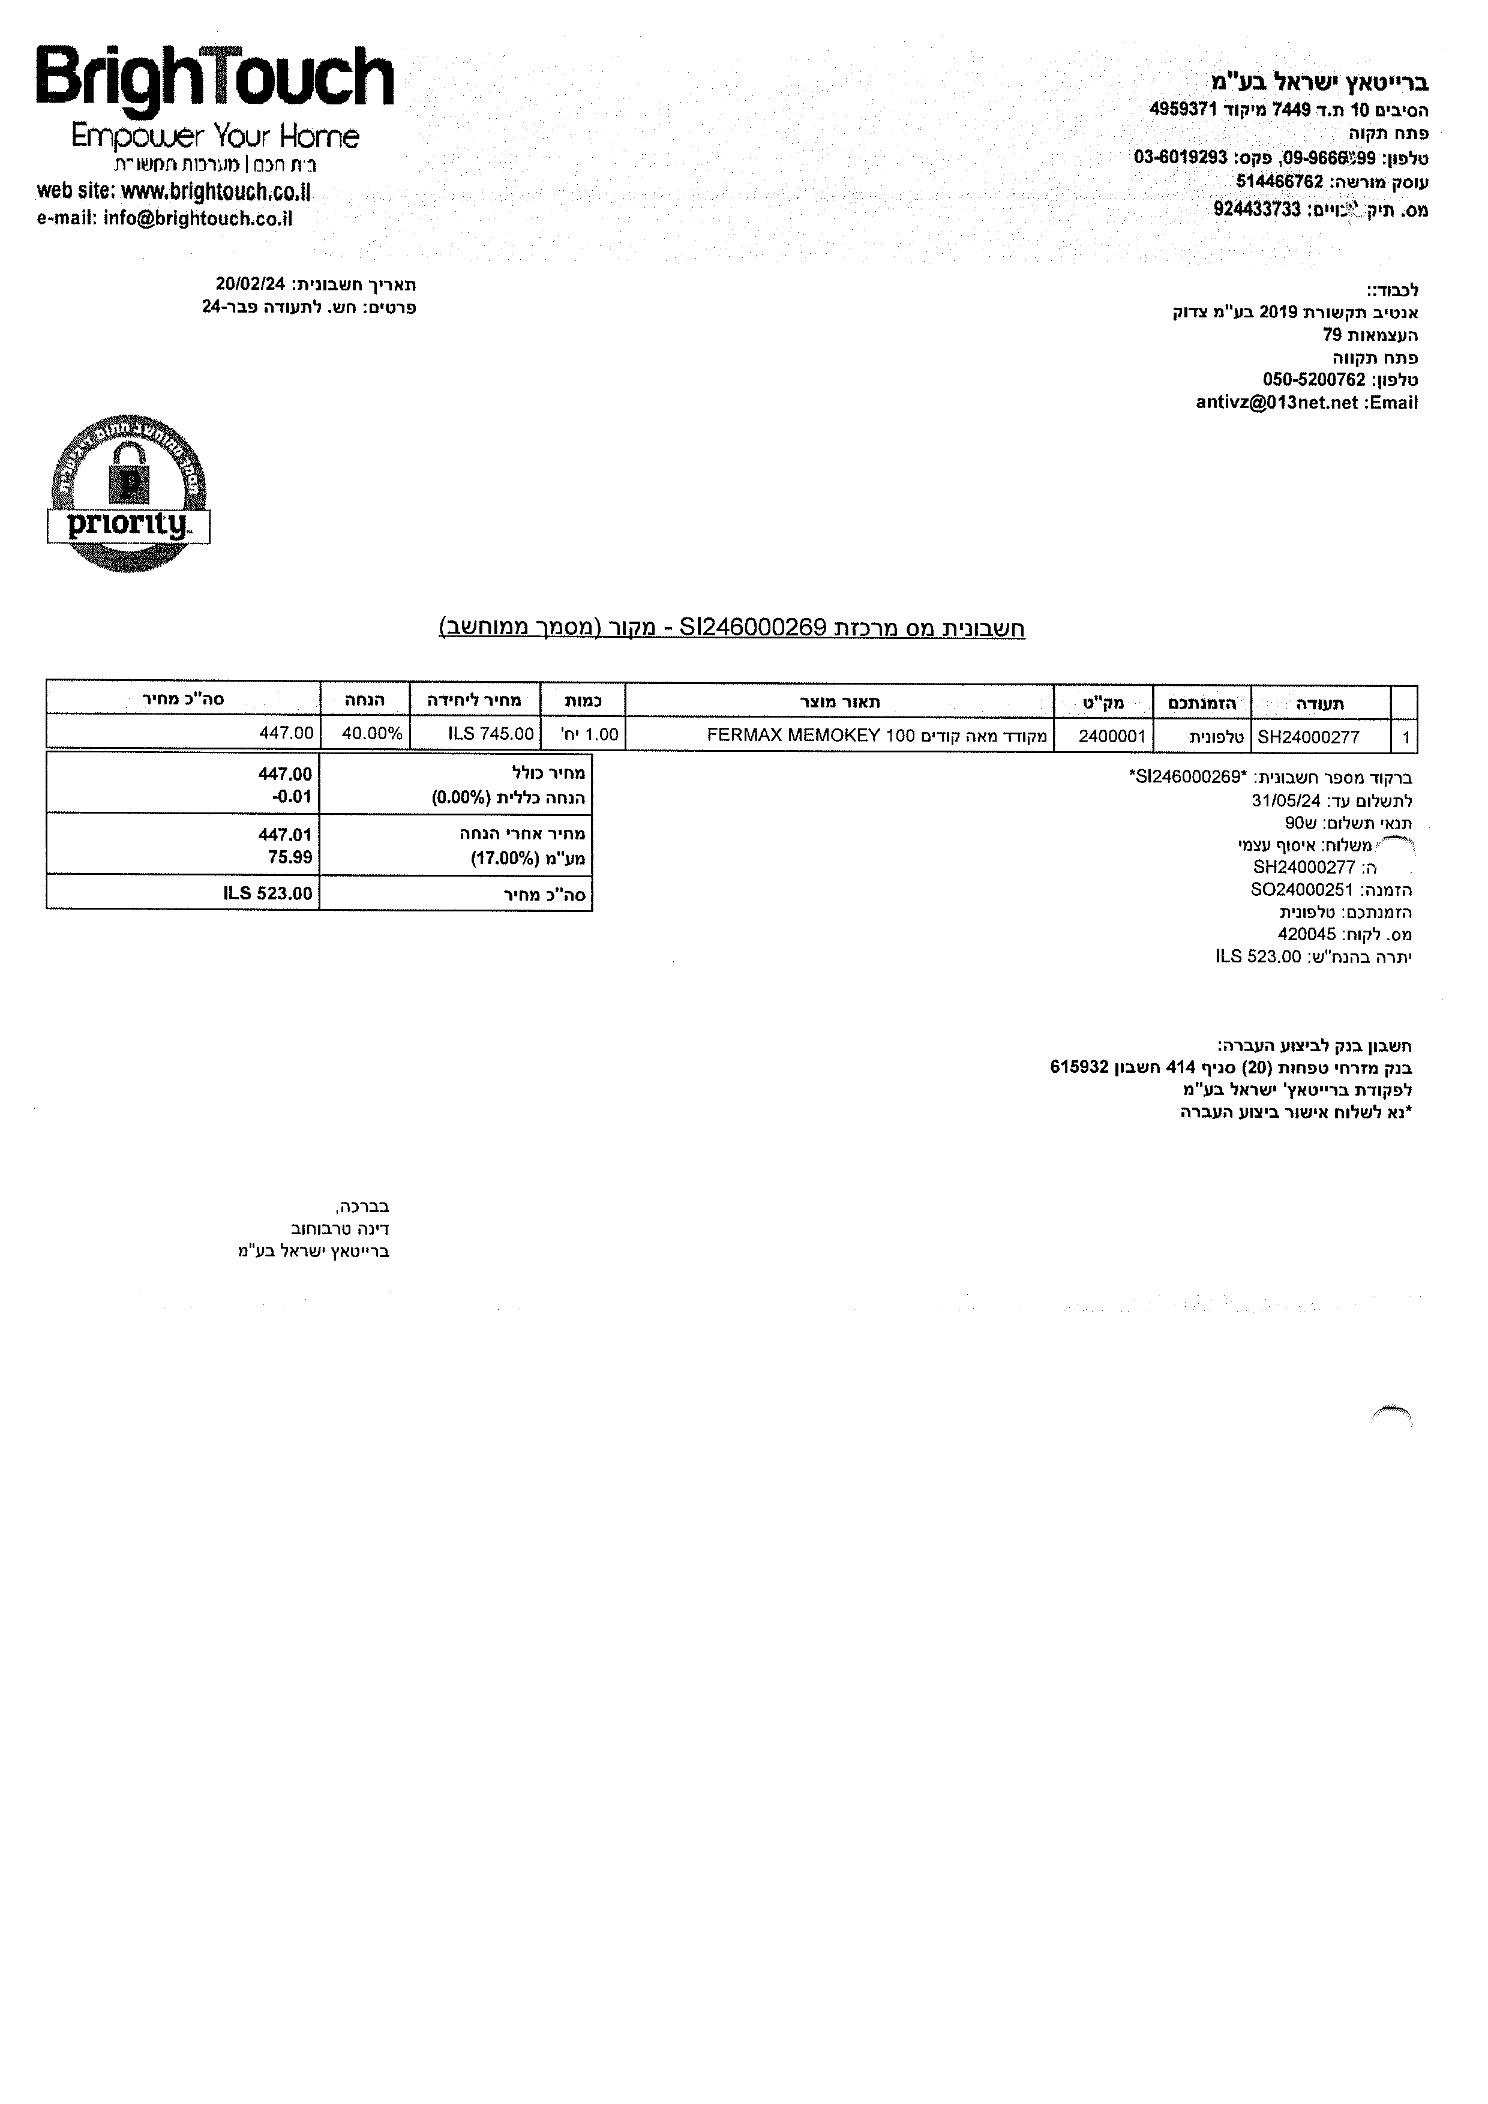 BrighTouch
Empower Your Home
בית חכם | מערכות תקשורת
web site: www.brightouch.co.il
e-mail: info@brightouch.co.il
ברייטאץ ישראל בע"מ
הסיבים 10 ת.ד 7449 מיקוד 4959371
פתח תקוה
טלפון: פקס: 03-6019293
עוסק מורשה: 514466762
מס. תיק 924433733
תאריך חשבונית: 20/02/24
פרטים: חש. לתעודה פבר-24
לכבוד::
אנטיב תקשורת 2019 בע"מ צדוק
העצמאות 79
פתח תקווה
טלפון: 050-5200762
Email: antivz@013net.net
priority
חשבונית מס מרכזת SI246000269 - מקור (מסמך ממוחשב)
תעודה הזמנתכם מק"ט תאור מוצר כמות מחיר ליחידה הנחה סה"כ מחיר
1 SH24000277 טלפונית 2400001 מקודד מאה קודים FERMAX MEMOKEY 100 1.00 יח' ILS 745.00 40.00% 447.00
מחיר כולל 447.00
הנחה כללית (0.00%) -0.01
מחיר אחרי הנחה 447.01
מע"מ (17.00%) 75.99
סה"כ מחיר ILS 523.00
ברקוד מספר חשבונית: *SI246000269*
לתשלום עד: 31/05/24
תנאי תשלום: ש90
משלוח: איסוף עצמי
ה: SH24000277
הזמנה: SO24000251
הזמנתכם: טלפונית
מס. לקוח: 420045
יתרה בהנח"ש: ILS 523.00
חשבון בנק לביצוע העברה:
בנק מזרחי טפחות (20) סניף 414 חשבון 615932
לפקודת ברייטאץ' ישראל בע"מ
*נא לשלוח אישור ביצוע העברה
בברכה,
דינה טרבוחוב
ברייטאץ ישראל בע"מ